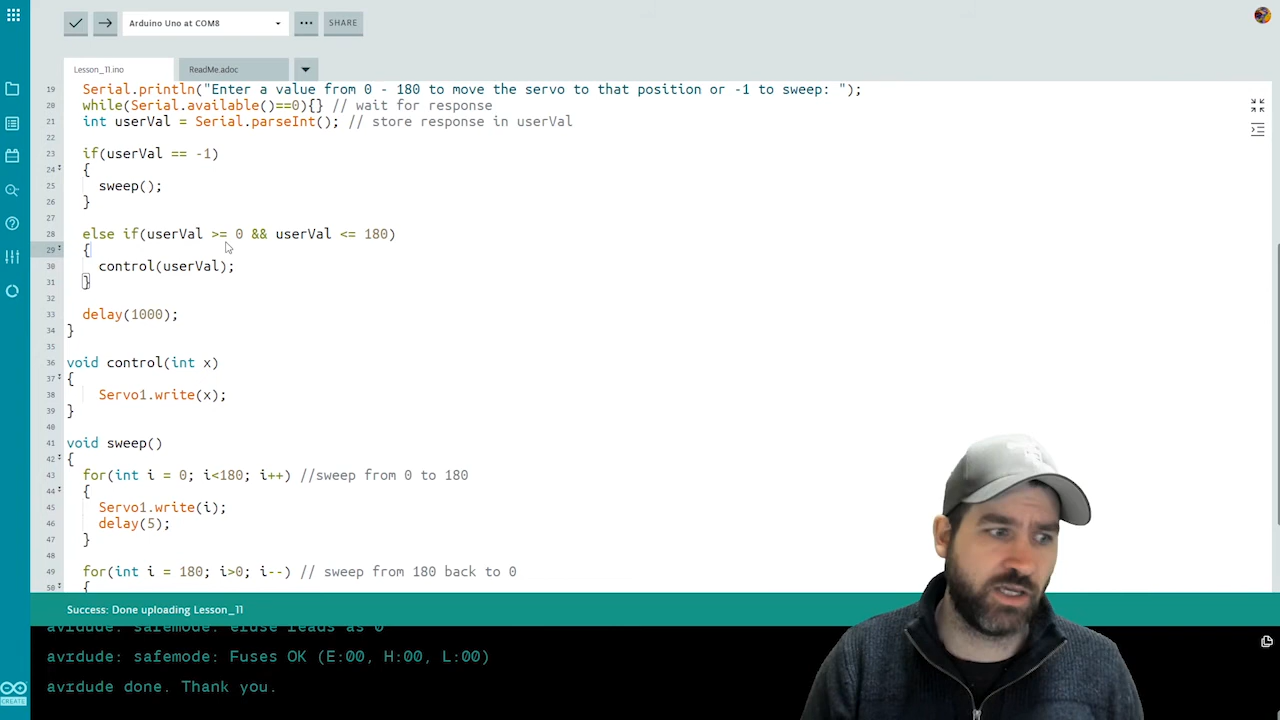 Arduino Uno at COM8
SHARE
Lesson_11.ino
ReadMe.adoc
19 Serial.println("Enter a value from 0 - 180 to move the servo to that position or -1 to sweep: ");
20 while(Serial.available()==0){} // wait for response
21 int userVal = Serial.parseInt(); // store response in userVal
22
23 if(userVal == -1)
24 {
25 sweep();
26 }
27
28 else if(userVal >= 0 && userVal <= 180)
29 {
30 control(userVal);
31 }
32
33 delay(1000);
34 }
35
36 void control(int x)
37 {
38 Servo1.write(x);
39 }
40
41 void sweep()
42 {
43 for(int i = 0; i<180; i++) //sweep from 0 to 180
44 {
45 Servo1.write(i);
46 delay(5);
47 }
48
49 for(int i = 180; i>0; i--) // sweep from 180 back to 0
50 {
Success: Done uploading Lesson_11
avrdude: safemode: efuse reads as 0
avrdude: safemode: Fuses OK (E:00, H:00, L:00)
avrdude done. Thank you.
CREATE